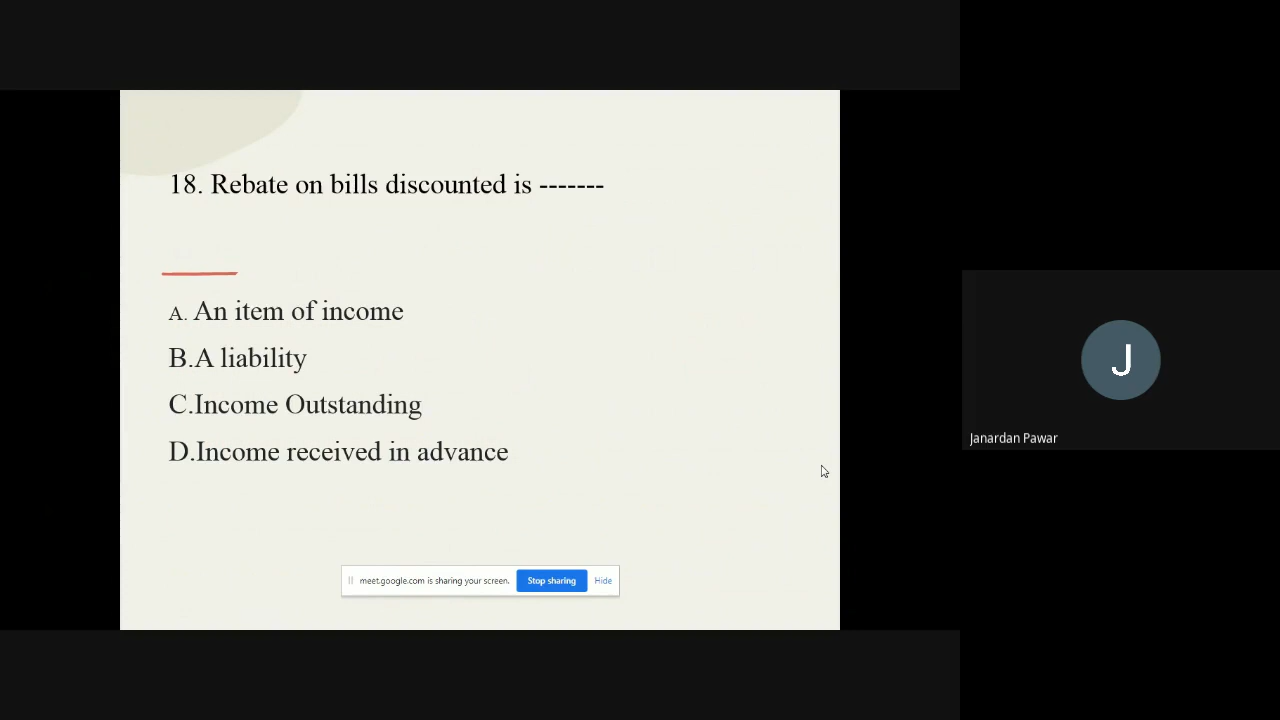 18. Rebate on bills discounted is -------
A. An item of income
B.A liability
C.Income Outstanding
D.Income received in advance
meet.google.com is sharing your screen. Stop sharing Hide
J
Janardan Pawar